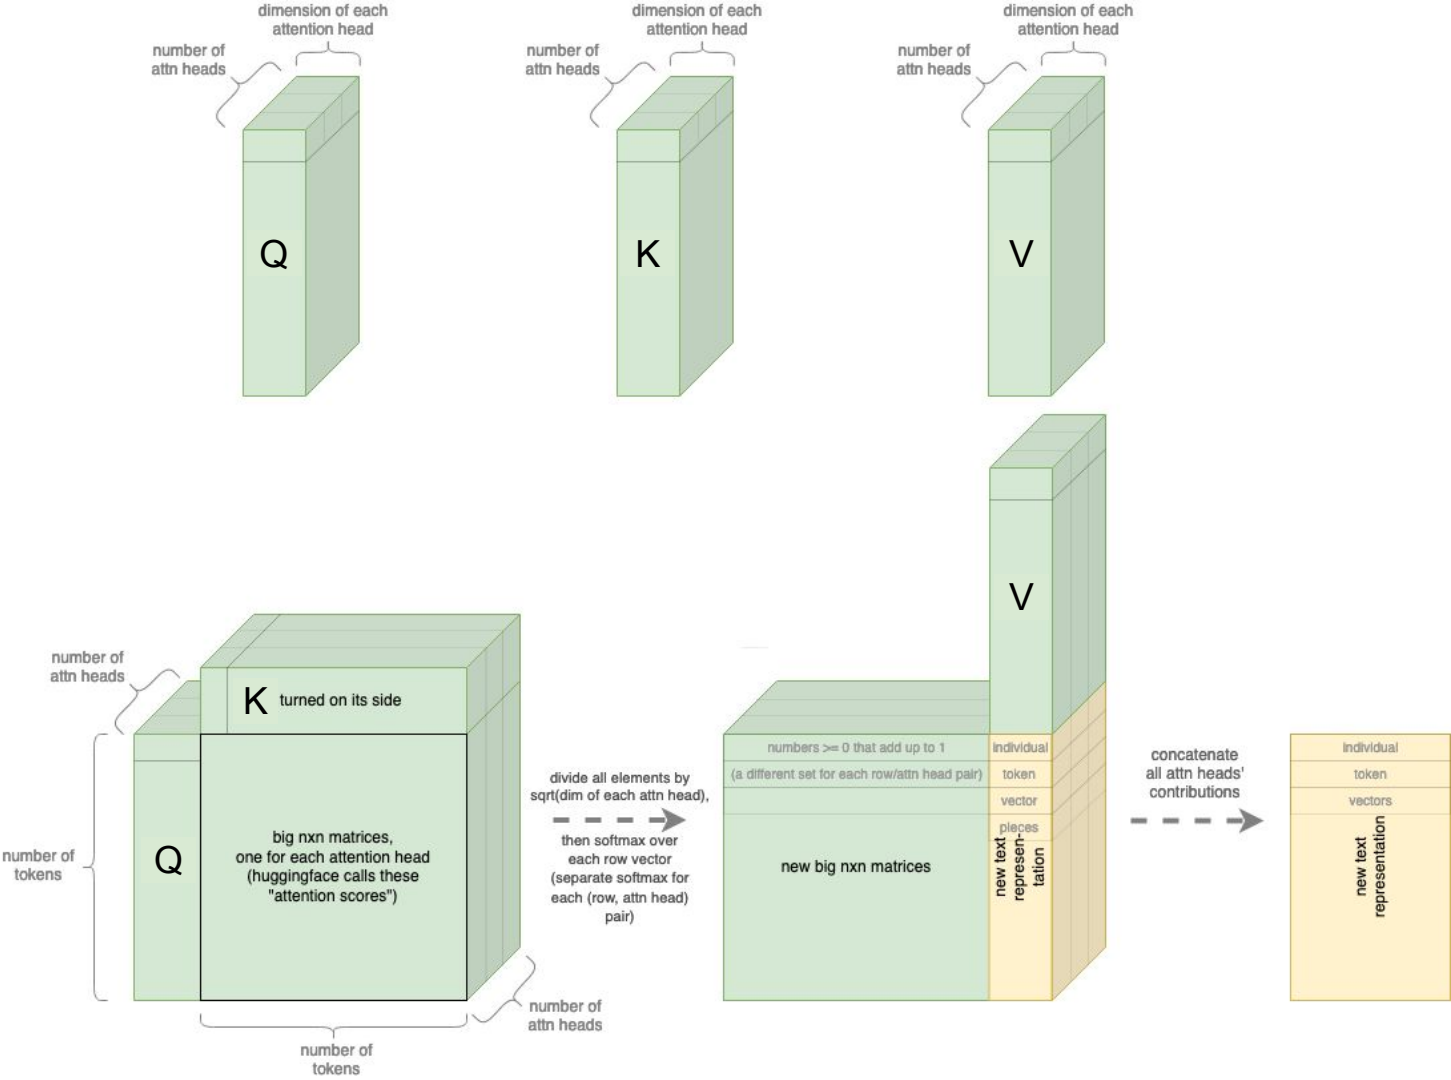 dimension of each
attention head
number of
attn heads
Q
dimension of each
attention head
number of
attn heads
K
dimension of each
attention head
number of
attn heads
V
number of
attn heads
K turned on its side
Q
number of
tokens
big nxn matrices,
one for each attention head
(huggingface calls these
"attention scores")
number of
attn heads
number of
tokens
divide all elements by
sqrt(dim of each attn head),
then softmax over
each row vector
(separate softmax for
each (row, attn head)
pair)
V
numbers >= 0 that add up to 1
(a different set for each row/attn head pair)
new big nxn matrices
individual
token
vector
pieces
new text
represen-
tation
concatenate
all attn heads'
contributions
individual
token
vectors
new text
representation